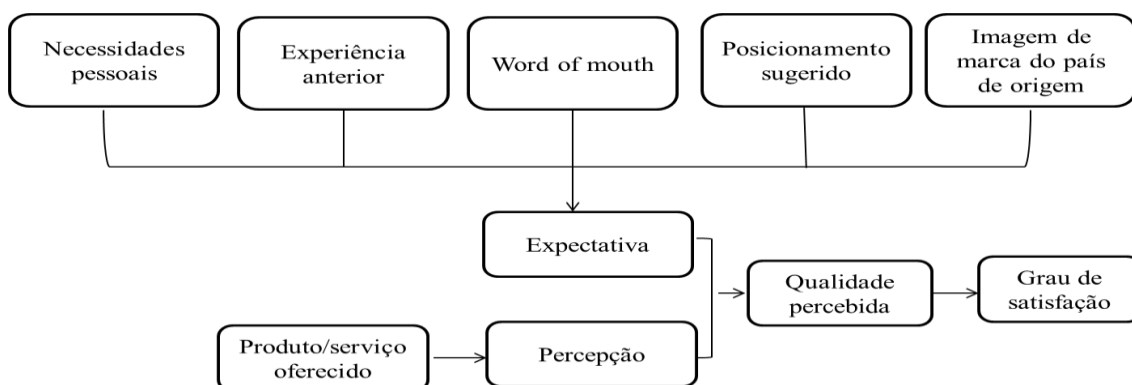 Necessidades
pessoais
Experiência
anterior
Word of mouth
Posicionamento
sugerido
Imagem de
marca do país
de origem
Expectativa
Qualidade
percebida
Grau de
satisfação
Produto/serviço
oferecido
Percepção